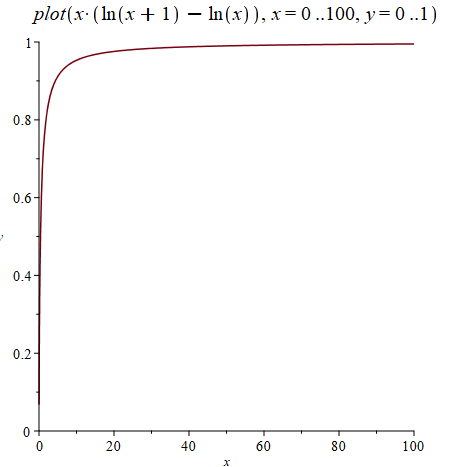 plot(x·(ln(x + 1) − ln(x)), x = 0 ..100, y = 0 ..1)
1
0.8
0.6
y
0.4
0.2
0
0 20 40 60 80 100
x